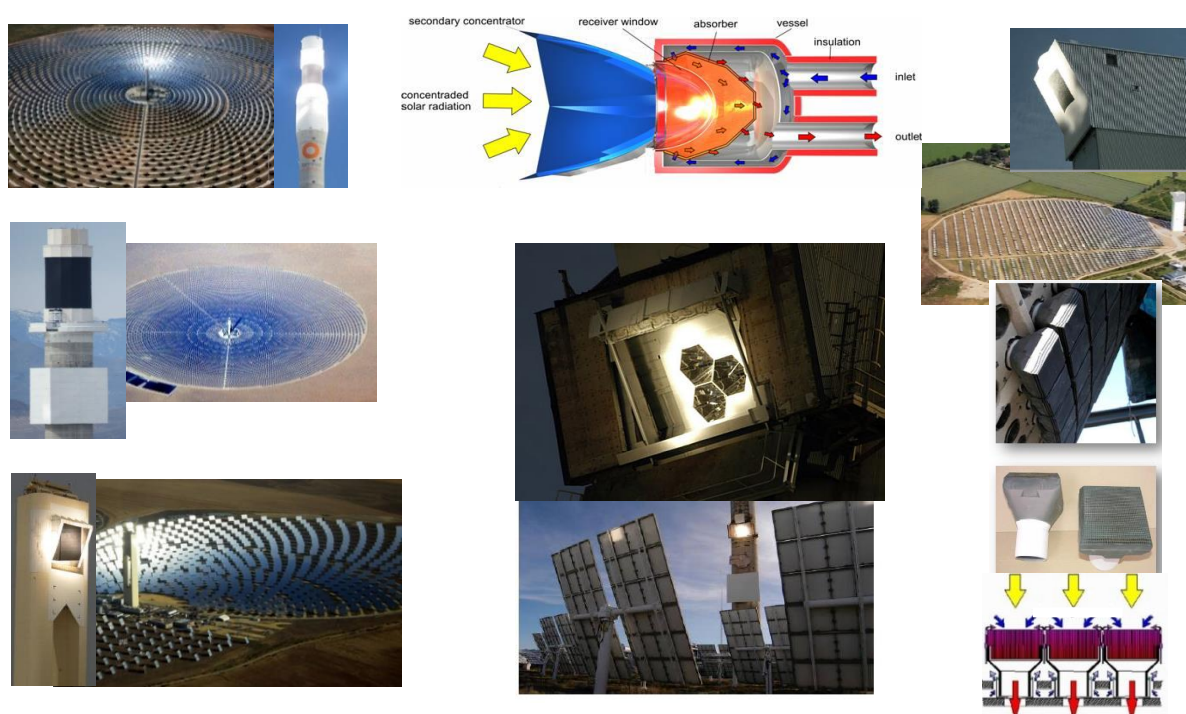 secondary concentrator
receiver window
absorber
vessel
insulation
inlet
concentraded
solar radiation
outlet